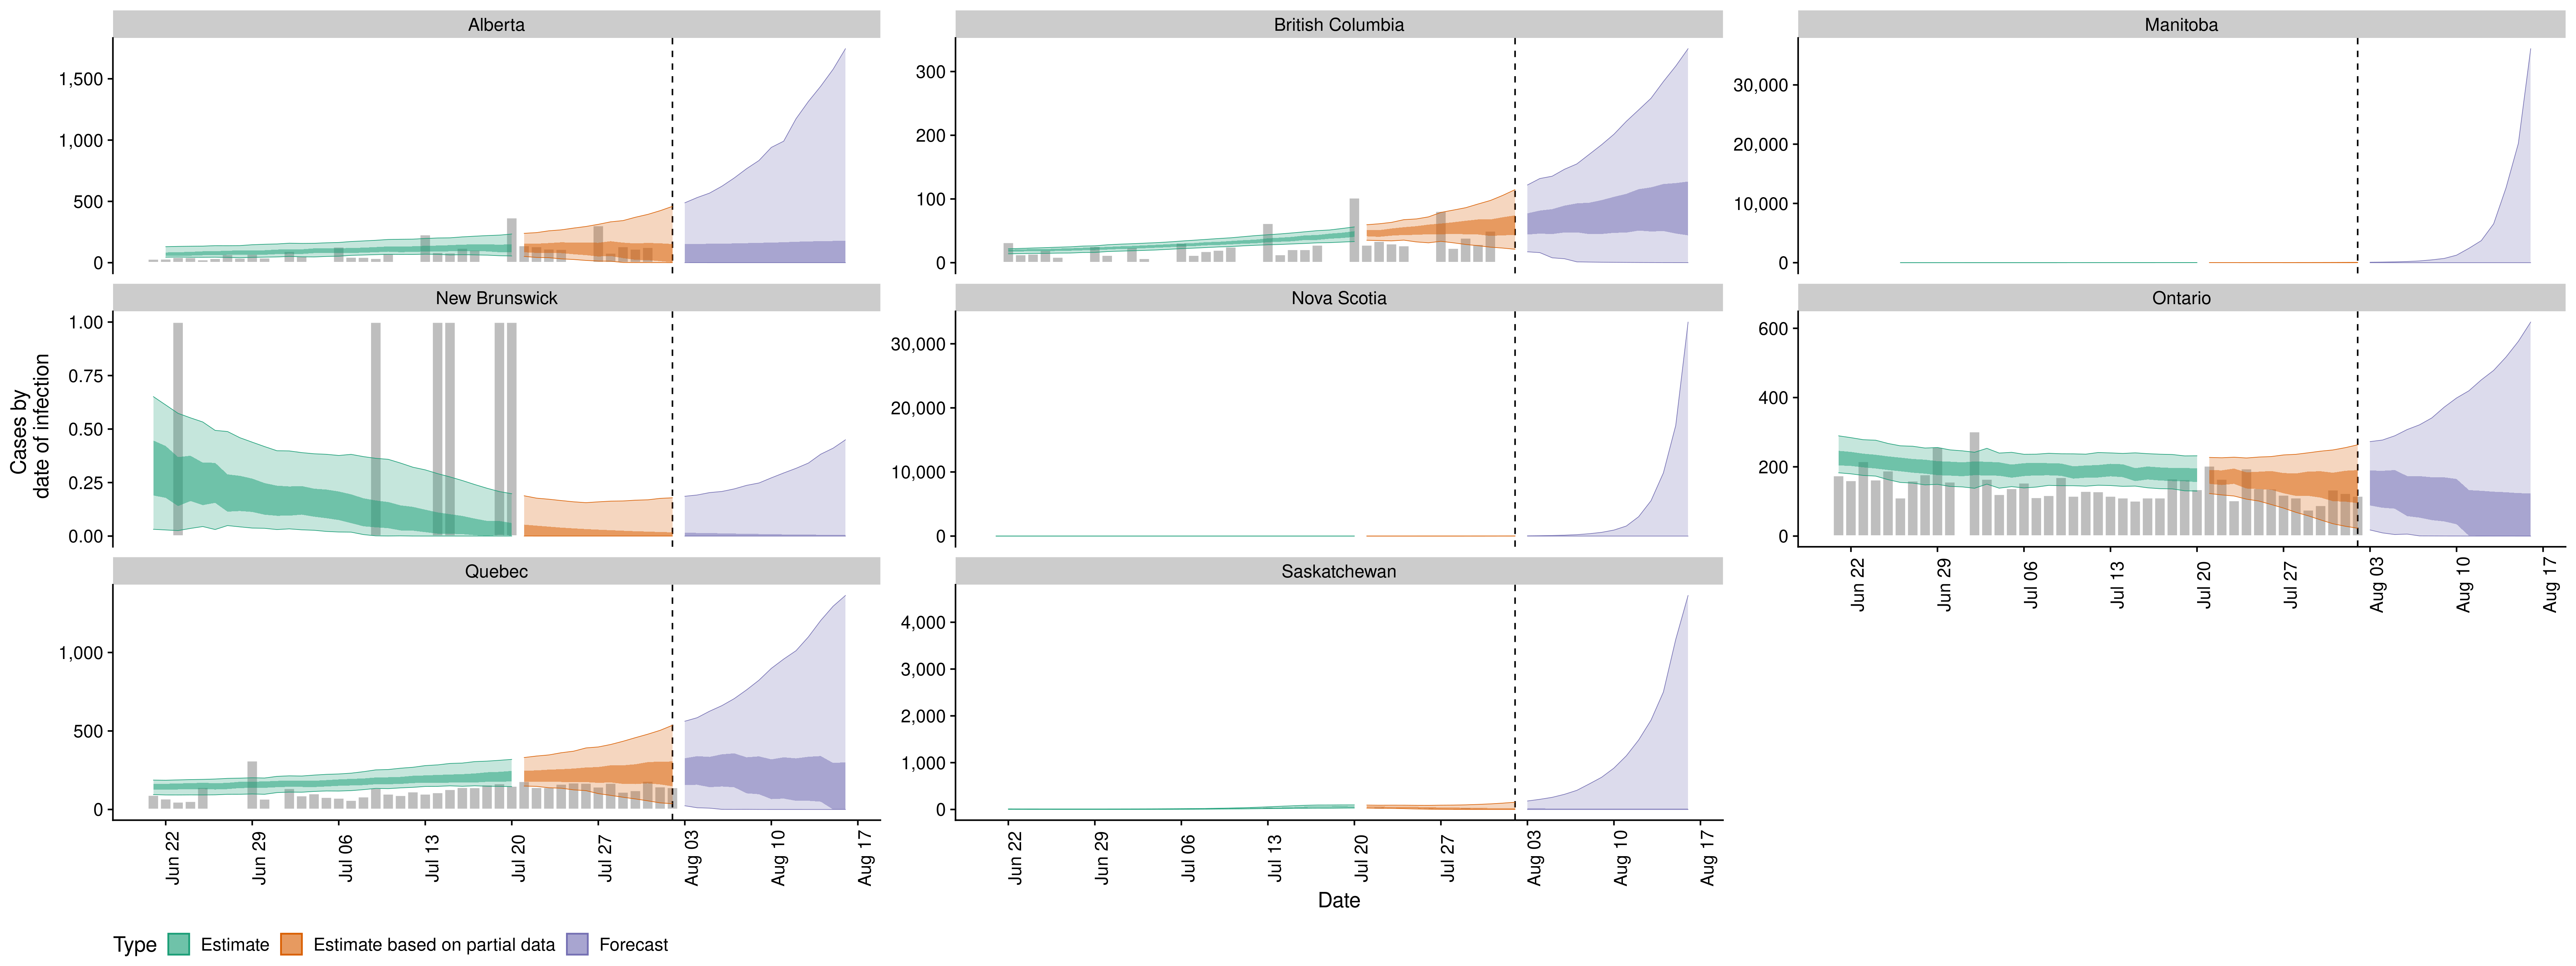 Alberta
British Columbia
Manitoba
1,500
1,000
500
0
300
200
100
0
30,000
20,000
10,000
0
New Brunswick
Nova Scotia
Ontario
Cases by
date of infection
1.00
0.75
0.50
0.25
0.00
30,000
20,000
10,000
0
600
400
200
0
Jun 22
Jun 29
Jul 06
Jul 13
Jul 20
Jul 27
Aug 03
Aug 10
Aug 17
Quebec
Saskatchewan
1,000
500
0
4,000
3,000
2,000
1,000
0
Jun 22
Jun 29
Jul 06
Jul 13
Jul 20
Jul 27
Aug 03
Aug 10
Aug 17
Jun 22
Jun 29
Jul 06
Jul 13
Jul 20
Jul 27
Aug 03
Aug 10
Aug 17
Date
Type Estimate Estimate based on partial data Forecast